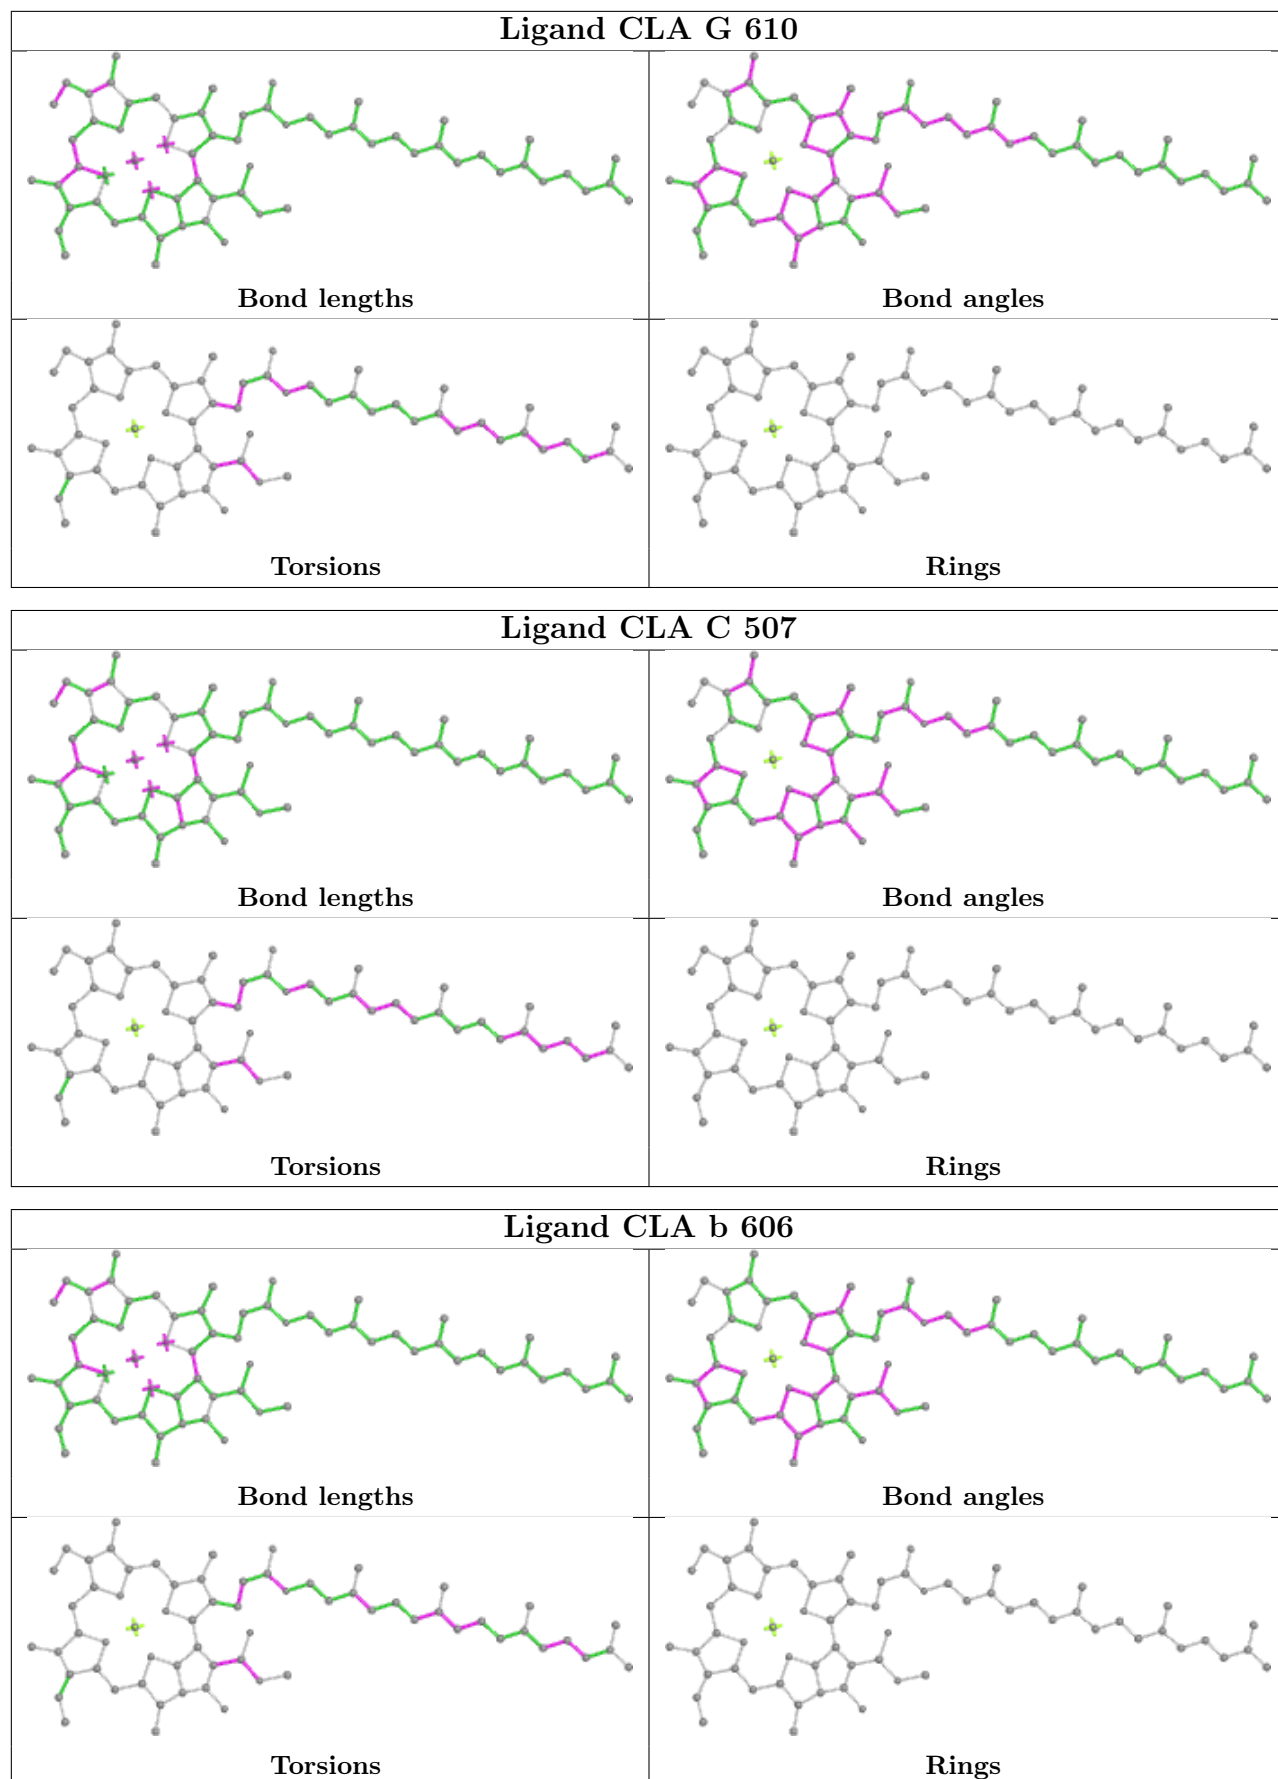 Ligand CLA G 610
Bond lengths
Bond angles
Torsions
Rings
Ligand CLA C 507
Bond lengths
Bond angles
Torsions
Rings
Ligand CLA b 606
Bond lengths
Bond angles
Torsions
Rings